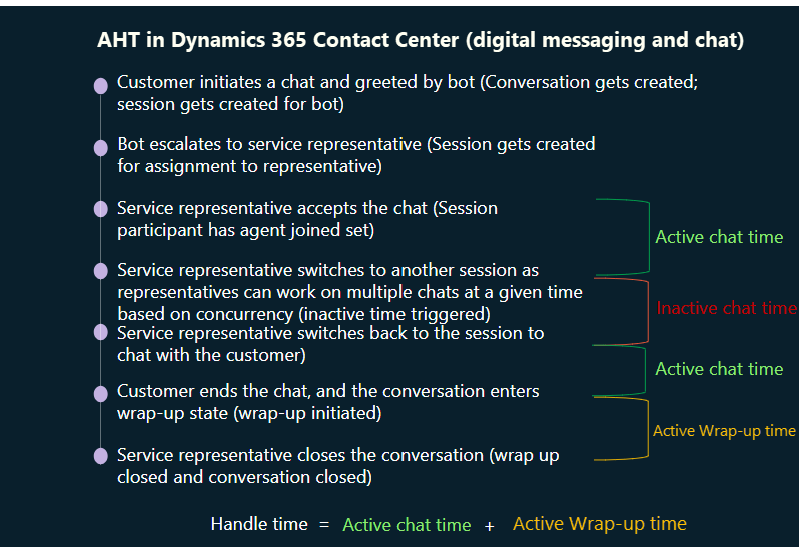 AHT in Dynamics 365 Contact Center (digital messaging and chat)
Customer initiates a chat and greeted by bot (Conversation gets created;
session gets created for bot)
Bot escalates to service representative (Session gets created
for assignment to representative)
Service representative accepts the chat (Session
participant has agent joined set)
Active chat time
Service representative switches to another session as
representatives can work on multiple chats at a given time
based on concurrency (inactive time triggered)
Inactive chat time
Service representative switches back to the session to
chat with the customer)
Active chat time
Customer ends the chat, and the conversation enters
wrap-up state (wrap-up initiated)
Active Wrap-up time
Service representative closes the conversation (wrap up
closed and conversation closed)
Handle time = Active chat time + Active Wrap-up time